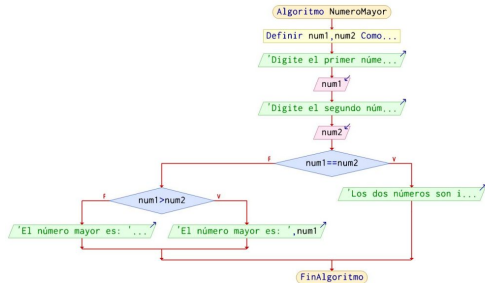 Algoritmo NumeroMayor
Definir num1,num2 Como...
'Digite el primer núme...
num1
'Digite el segundo núm...
num2
num1==num2
F
V
num1>num2
F
V
'Los dos números son i...
'El número mayor es: '...
'El número mayor es: ',num1
FinAlgoritmo